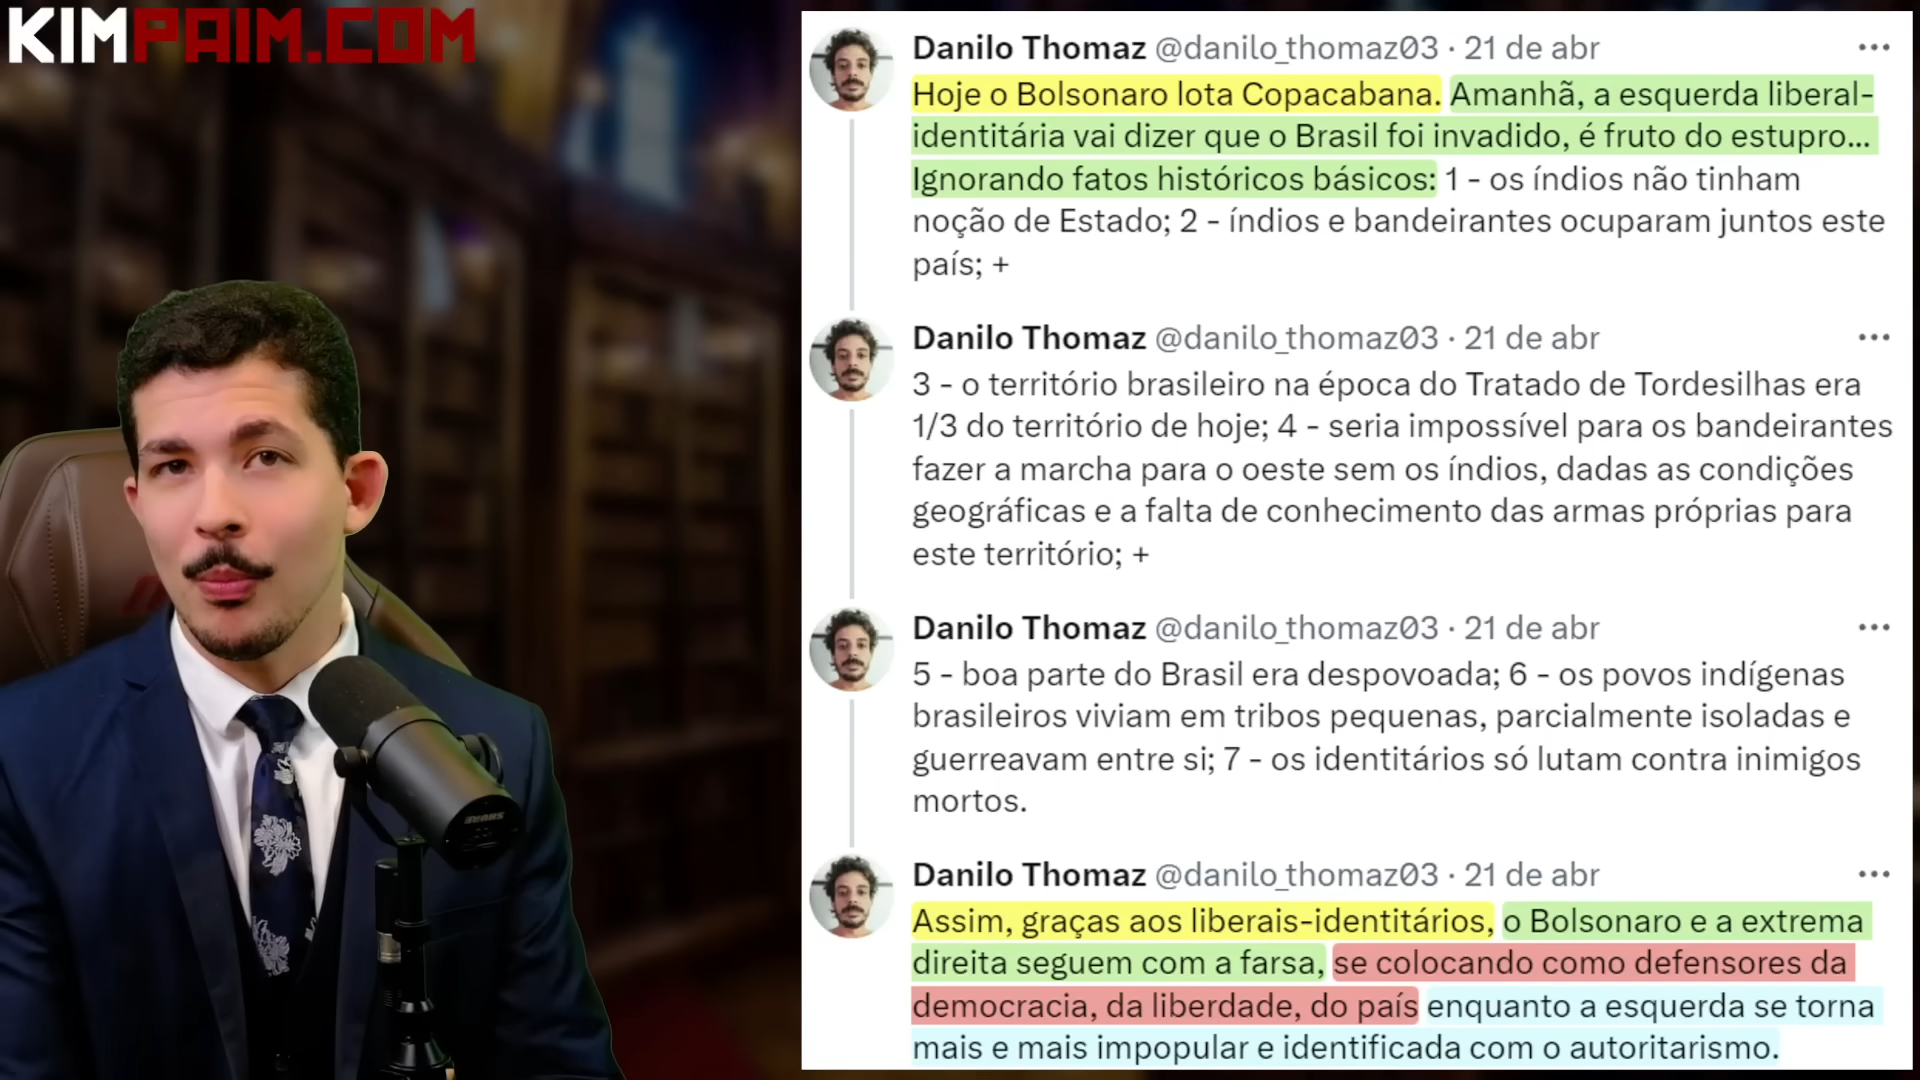 KIMPAIM.COM
Danilo Thomaz @danilo_thomaz03 · 21 de abr
Hoje o Bolsonaro lota Copacabana. Amanhã, a esquerda liberal-
identitária vai dizer que o Brasil foi invadido, é fruto do estupro...
Ignorando fatos históricos básicos: 1 - os índios não tinham
noção de Estado; 2 - índios e bandeirantes ocuparam juntos este
país; +
Danilo Thomaz @danilo_thomaz03 · 21 de abr
3 - o território brasileiro na época do Tratado de Tordesilhas era
1/3 do território de hoje; 4 - seria impossível para os bandeirantes
fazer a marcha para o oeste sem os índios, dadas as condições
geográficas e a falta de conhecimento das armas próprias para
este território; +
Danilo Thomaz @danilo_thomaz03 · 21 de abr
5 - boa parte do Brasil era despovoada; 6 - os povos indígenas
brasileiros viviam em tribos pequenas, parcialmente isoladas e
guerreavam entre si; 7 - os identitários só lutam contra inimigos
mortos.
Danilo Thomaz @danilo_thomaz03 · 21 de abr
Assim, graças aos liberais-identitários, o Bolsonaro e a extrema
direita seguem com a farsa, se colocando como defensores da
democracia, da liberdade, do país enquanto a esquerda se torna
mais e mais impopular e identificada com o autoritarismo.
SHURE